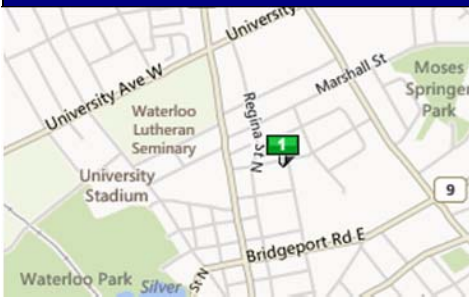 University
University Ave W
Marshall St
Moses
Springer
Park
Waterloo
Lutheran
Seminary
Regina St N
1
University
Stadium
9
Bridgeport Rd E
Waterloo Park
Silver
St N